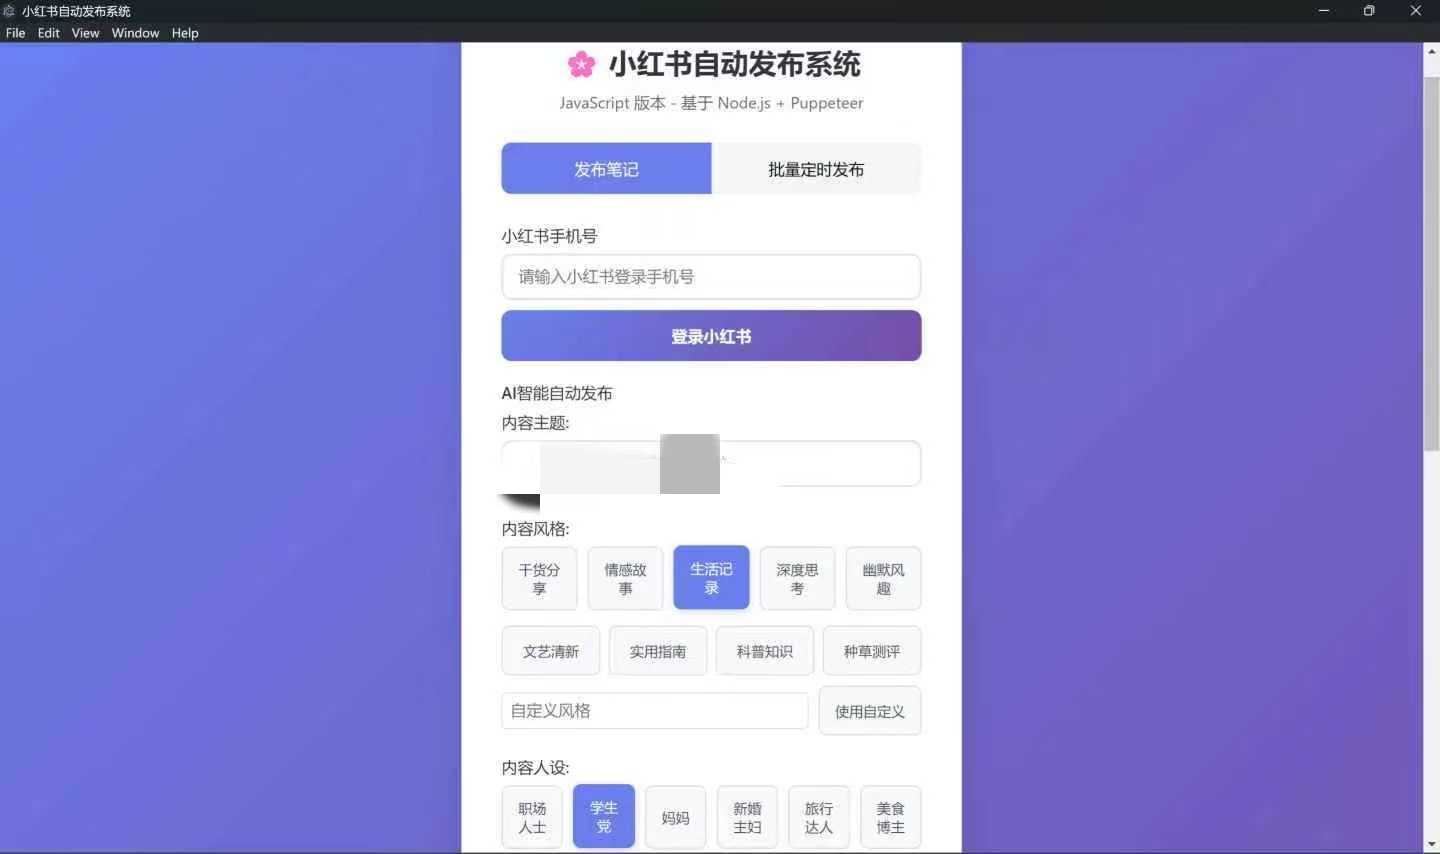 小红书自动发布系统
File Edit View Window Help
小红书自动发布系统
JavaScript 版本 - 基于 Node.js + Puppeteer
发布笔记 批量定时发布
小红书手机号
请输入小红书登录手机号
登录小红书
AI智能自动发布
内容主题:
内容风格:
干货分享 情感故事 生活记录 深度思考 幽默风趣
文艺清新 实用指南 科普知识 种草测评
自定义风格 使用自定义
内容人设:
职场人士 学生党 妈妈 新婚主妇 旅行达人 美食博主